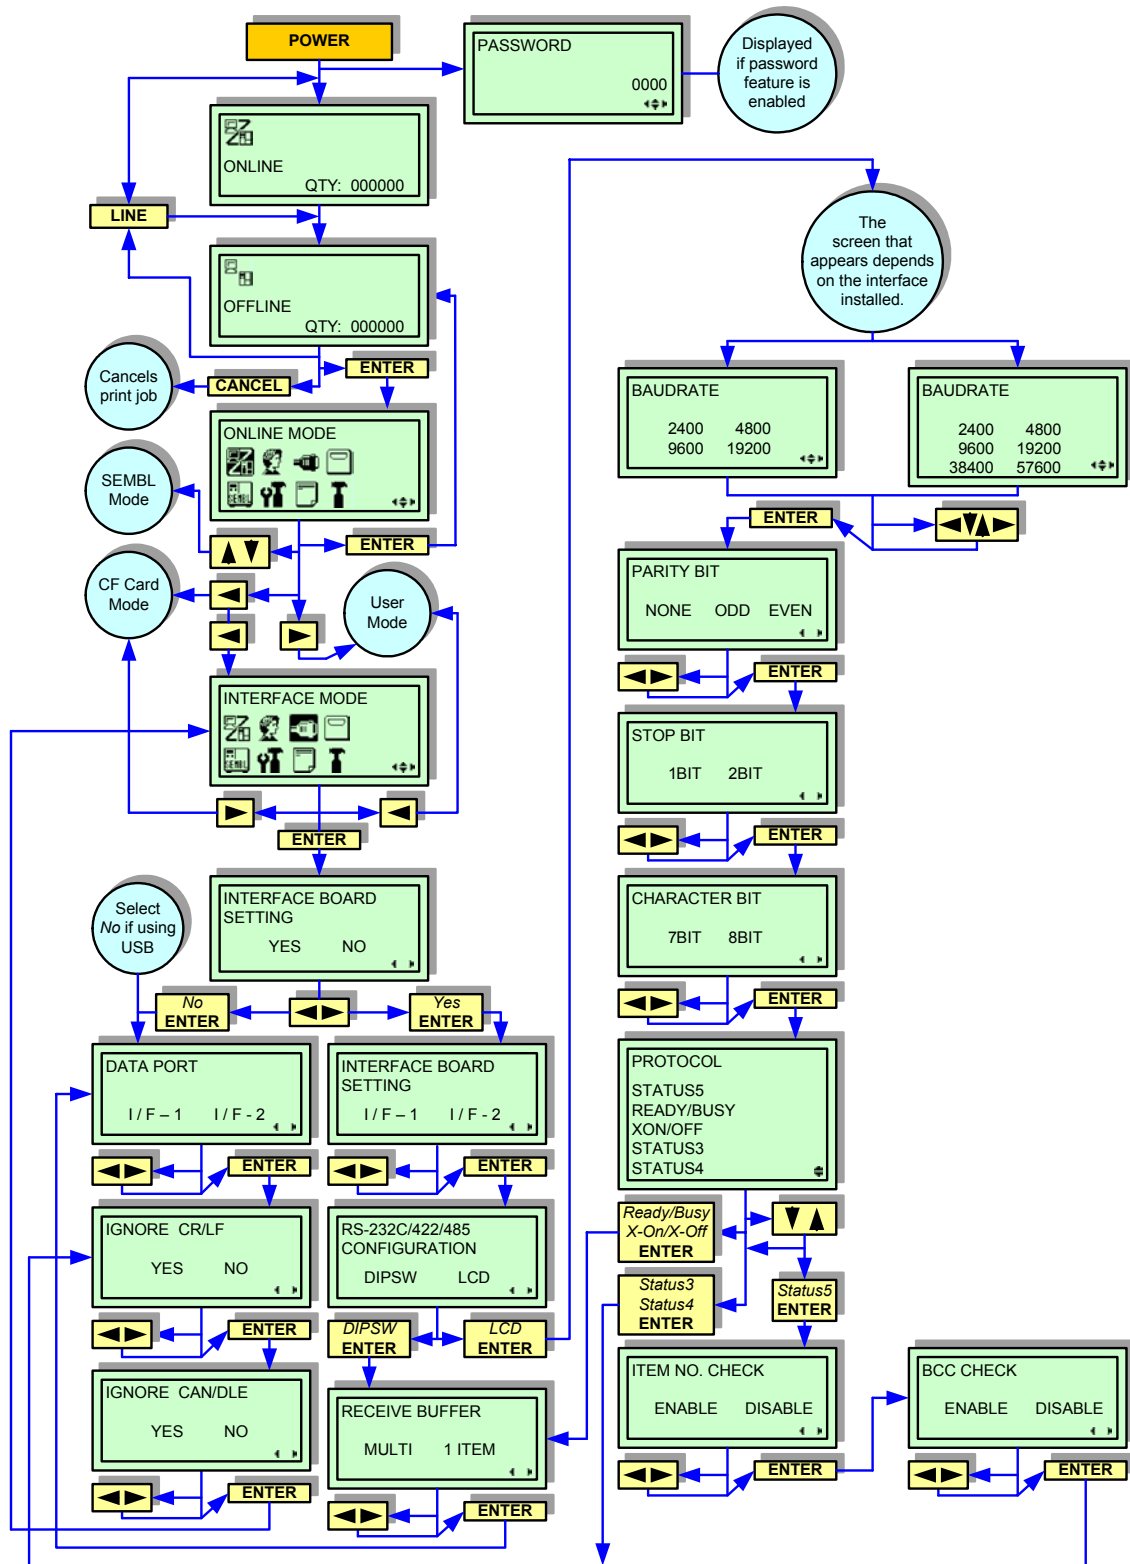 POWER
PASSWORD
0000
Displayed
if password
feature is
enabled
ONLINE
QTY: 000000
LINE
OFFLINE
QTY: 000000
The
screen that
appears depends
on the interface
installed.
Cancels
print job
CANCEL
ENTER
BAUDRATE
2400 4800
9600 19200
BAUDRATE
2400 4800
9600 19200
38400 57600
ONLINE MODE
SEMBL
SEMBL
Mode
ENTER
ENTER
CF Card
Mode
User
Mode
PARITY BIT
NONE ODD EVEN
ENTER
INTERFACE MODE
SEMBL
STOP BIT
1BIT 2BIT
ENTER
ENTER
Select
No if using
USB
INTERFACE BOARD
SETTING
YES NO
CHARACTER BIT
7BIT 8BIT
ENTER
No
ENTER
Yes
ENTER
DATA PORT
I / F – 1 I / F - 2
INTERFACE BOARD
SETTING
I / F – 1 I / F - 2
PROTOCOL
STATUS5
READY/BUSY
XON/OFF
STATUS3
STATUS4
ENTER
ENTER
IGNORE CR/LF
YES NO
RS-232C/422/485
CONFIGURATION
DIPSW LCD
Ready/Busy
X-On/X-Off
ENTER
Status3
Status4
ENTER
Status5
ENTER
ENTER
DIPSW
ENTER
LCD
ENTER
IGNORE CAN/DLE
YES NO
RECEIVE BUFFER
MULTI 1 ITEM
ITEM NO. CHECK
ENABLE DISABLE
BCC CHECK
ENABLE DISABLE
ENTER
ENTER
ENTER
ENTER